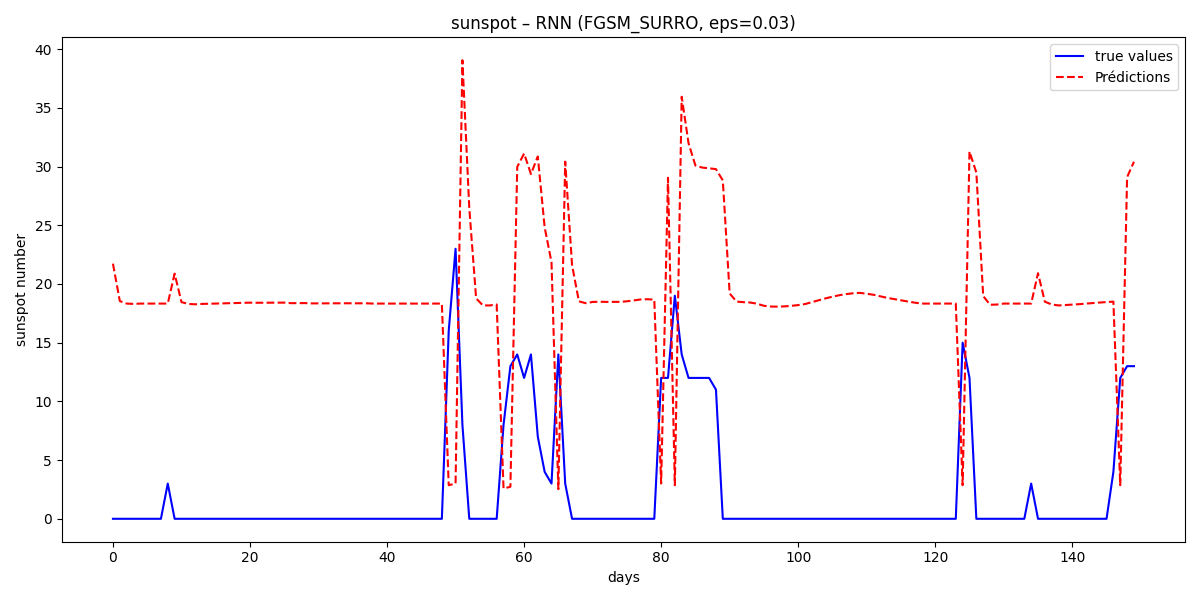 sunspot – RNN (FGSM_SURRO, eps=0.03)
true values
Prédictions
sunspot number
40
35
30
25
20
15
10
5
0
0 20 40 60 80 100 120 140
days